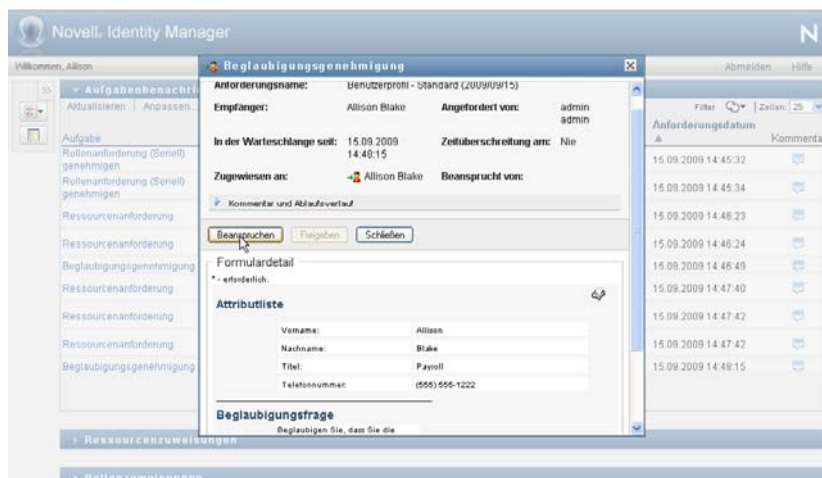 Novell® Identity Manager
N
Willkommen, Allison
Abmelden Hilfe
Aufgabenbenachri
Aktualisieren Anpassen...
Filter Zeilen: 25
Aufgabe
Anforderungsdatum
Kommenta
Rollenanforderung (Seriell) genehmigen
15.09.2009 14:45:32
Rollenanforderung (Seriell) genehmigen
15.09.2009 14:45:34
Ressourcenanforderung
15.09.2009 14:46:23
Ressourcenanforderung
15.09.2009 14:46:24
Beglaubigungsgenehmigung
15.09.2009 14:46:49
Ressourcenanforderung
15.09.2009 14:47:40
Ressourcenanforderung
15.09.2009 14:47:42
Ressourcenanforderung
15.09.2009 14:47:42
Beglaubigungsgenehmigung
15.09.2009 14:48:15
Ressourcenzuweisungen
Rollenzuweisungen
Beglaubigungsgenehmigung
Anforderungsname: Benutzerprofil - Standard (2009/09/15)
Empfänger: Allison Blake Angefordert von: admin
admin
In der Warteschlange seit: 15.09.2009 Zeitüberschreitung am: Nie
14:48:15
Zugewiesen an: Allison Blake Beansprucht von:
Kommentar und Ablaufsverlauf
Beanspruchen Freigeben Schließen
Formulardetail
* - erforderlich.
Attributliste
Vorname: Allison
Nachname: Blake
Titel: Payroll
Telefonnummer: (555) 555-1222
Beglaubigungsfrage
Beglaubigen Sie, dass Sie die